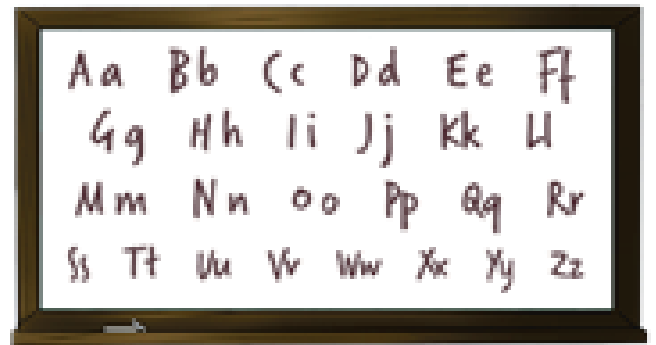 Aa Bb Cc Dd Ee Ff
Gg Hh Ii Jj Kk Ll
Mm Nn Oo Pp Qq Rr
Ss Tt Uu Vv Ww Xx Yy Zz